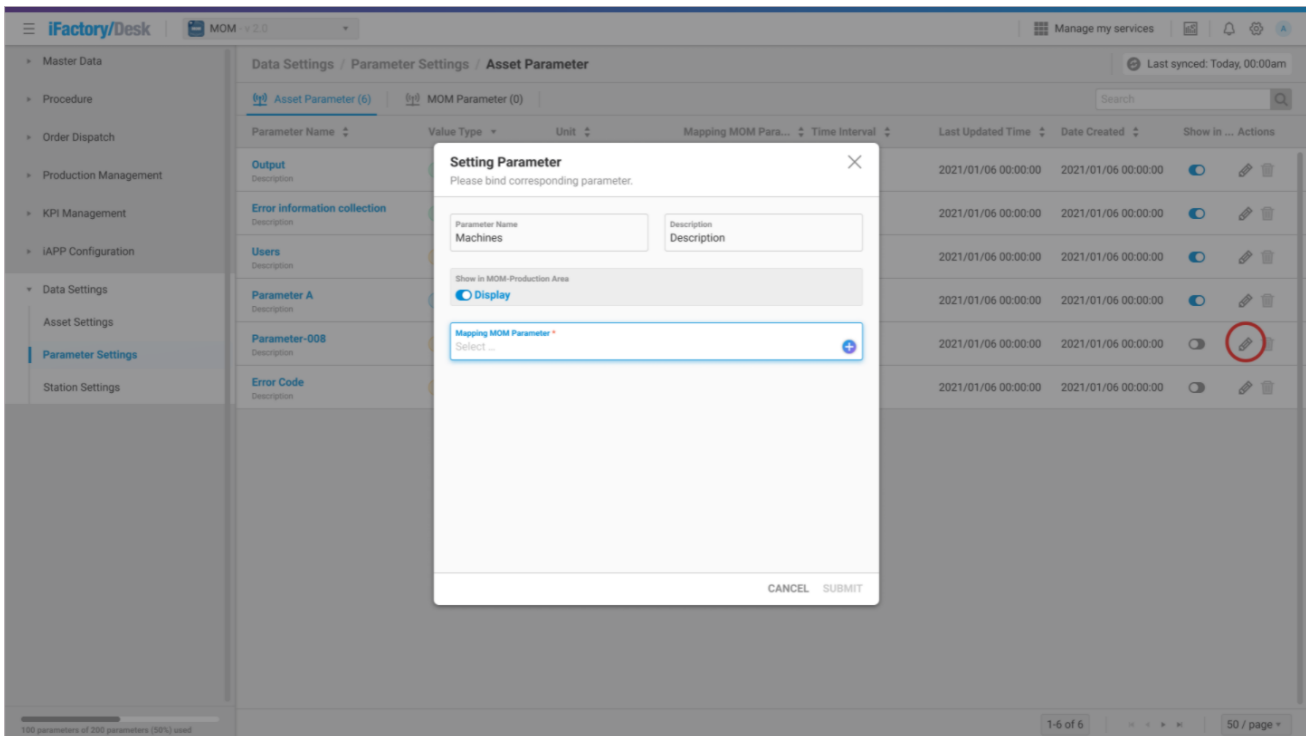 iFactory/Desk
MOM - v 2.0
Manage my services
Master Data
Procedure
Order Dispatch
Production Management
KPI Management
iAPP Configuration
Data Settings
Asset Settings
Parameter Settings
Station Settings
100 parameters of 200 parameters (50%) used
Data Settings / Parameter Settings / Asset Parameter
Last synced: Today, 00:00am
Asset Parameter (6)
MOM Parameter (0)
Search
Parameter Name Value Type Unit Mapping MOM Para... Time Interval Last Updated Time Date Created Show in ... Actions
Output
Description
2021/01/06 00:00:00 2021/01/06 00:00:00
Error information collection
Description
2021/01/06 00:00:00 2021/01/06 00:00:00
Users
Description
2021/01/06 00:00:00 2021/01/06 00:00:00
Parameter A
Description
2021/01/06 00:00:00 2021/01/06 00:00:00
Parameter-008
Description
2021/01/06 00:00:00 2021/01/06 00:00:00
Error Code
Description
2021/01/06 00:00:00 2021/01/06 00:00:00
Setting Parameter
Please bind corresponding parameter.
Parameter Name
Machines
Description
Description
Show in MOM-Production Area
Display
Mapping MOM Parameter *
Select ...
CANCEL SUBMIT
1-6 of 6
50 / page